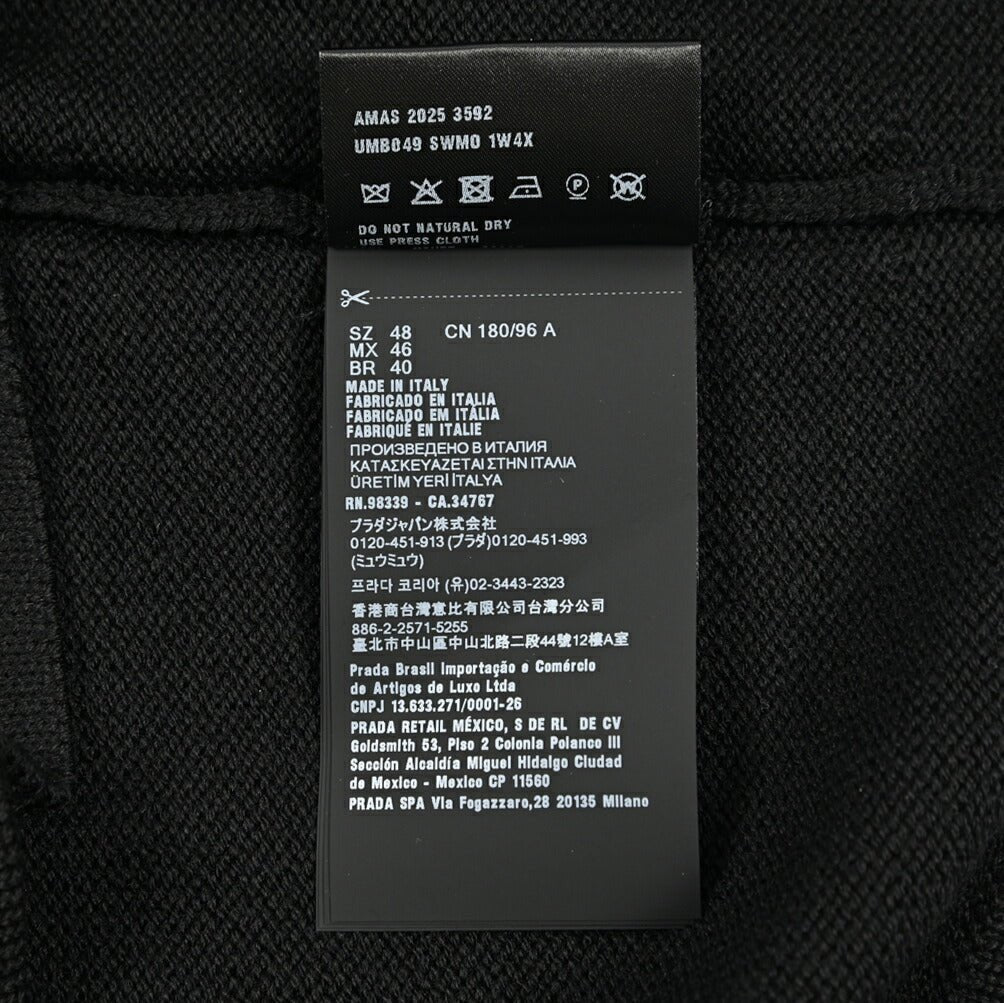 AMAS 2025 3592
UMB049 SWMO 1W4X
P W
DO NOT NATURAL DRY
USE PRESS CLOTH
SZ 48 CN 180/96 A
MX 46
BR 40
MADE IN ITALY
FABRICADO EN ITALIA
FABRICADO EM ITÁLIA
FABRIQUÉ EN ITALIE
ПРОИЗВЕДЕНО В ИТАЛИЯ
ΚΑΤΑΣΚΕΥΑΖΕΤΑΙ ΣΤΗΝ ΙΤΑΛΙΑ
ÜRETİM YERİ İTALYA
RN.98339 - CA.34767
プラダジャパン株式会社
0120-451-913 (プラダ)0120-451-993
(ミュウミュウ)
프라다 코리아 (유)02-3443-2323
香港商台灣意比有限公司台灣分公司
886-2-2571-5255
臺北市中山區中山北路二段44號12樓A室
Prada Brasil Importação e Comércio
de Artigos de Luxo Ltda
CNPJ 13.633.271/0001-26
PRADA RETAIL MÉXICO, S DE RL DE CV
Goldsmith 53, Piso 2 Colonia Polanco III
Sección Alcaldía Miguel Hidalgo Ciudad
de Mexico - Mexico CP 11560
PRADA SPA Via Fogazzaro,28 20135 Milano